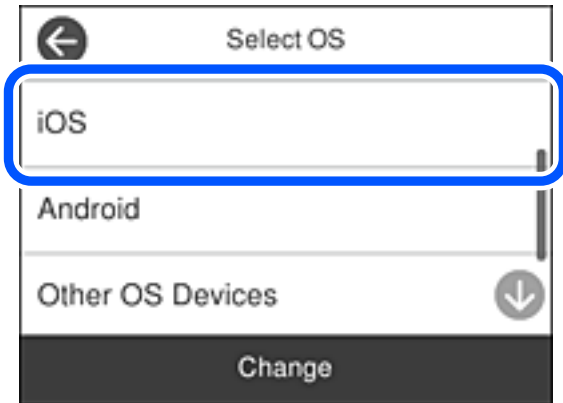 Select OS
iOS
Android
Other OS Devices
Change